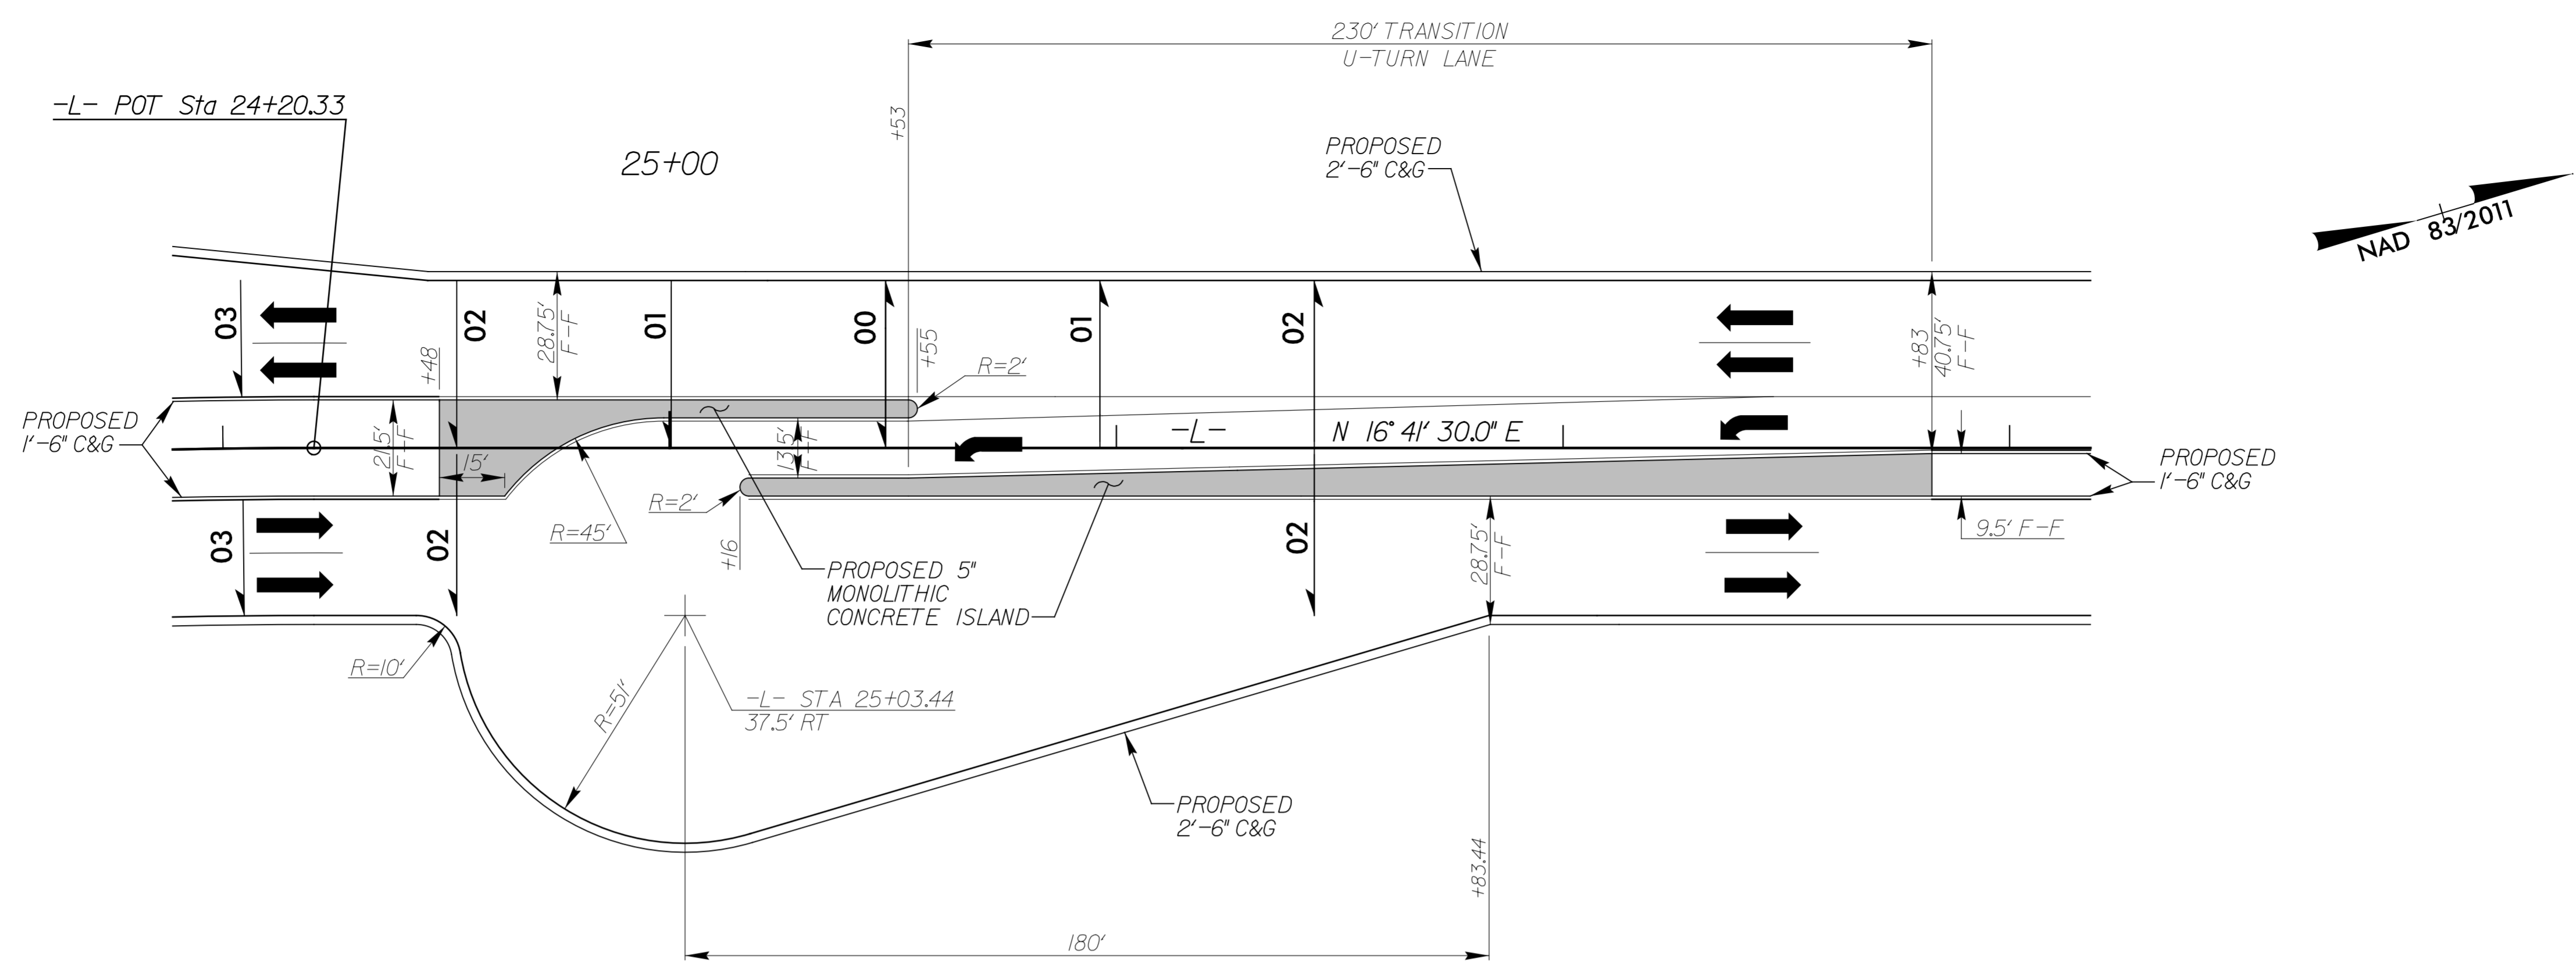 230' TRANSITION
U-TURN LANE
-L- POT Sta 24+20.33
+53
25+00
PROPOSED
2'-6" C&G
NAD 83/2011
03
02
01
00
01
02
+48
28.75'
F-F
+55
R=2'
+83
40.75'
F-F
PROPOSED
1'-6" C&G
21.5'
F-F
15'
13.5'
F-F
-L-
N 16° 41' 30.0" E
PROPOSED
1'-6" C&G
R=2'
R=45'
+16
03
02
02
28.75'
F-F
9.5' F-F
PROPOSED 5"
MONOLITHIC
CONCRETE ISLAND
R=10'
R=51'
-L- STA 25+03.44
37.5' RT
PROPOSED
2'-6" C&G
+83.44
180'